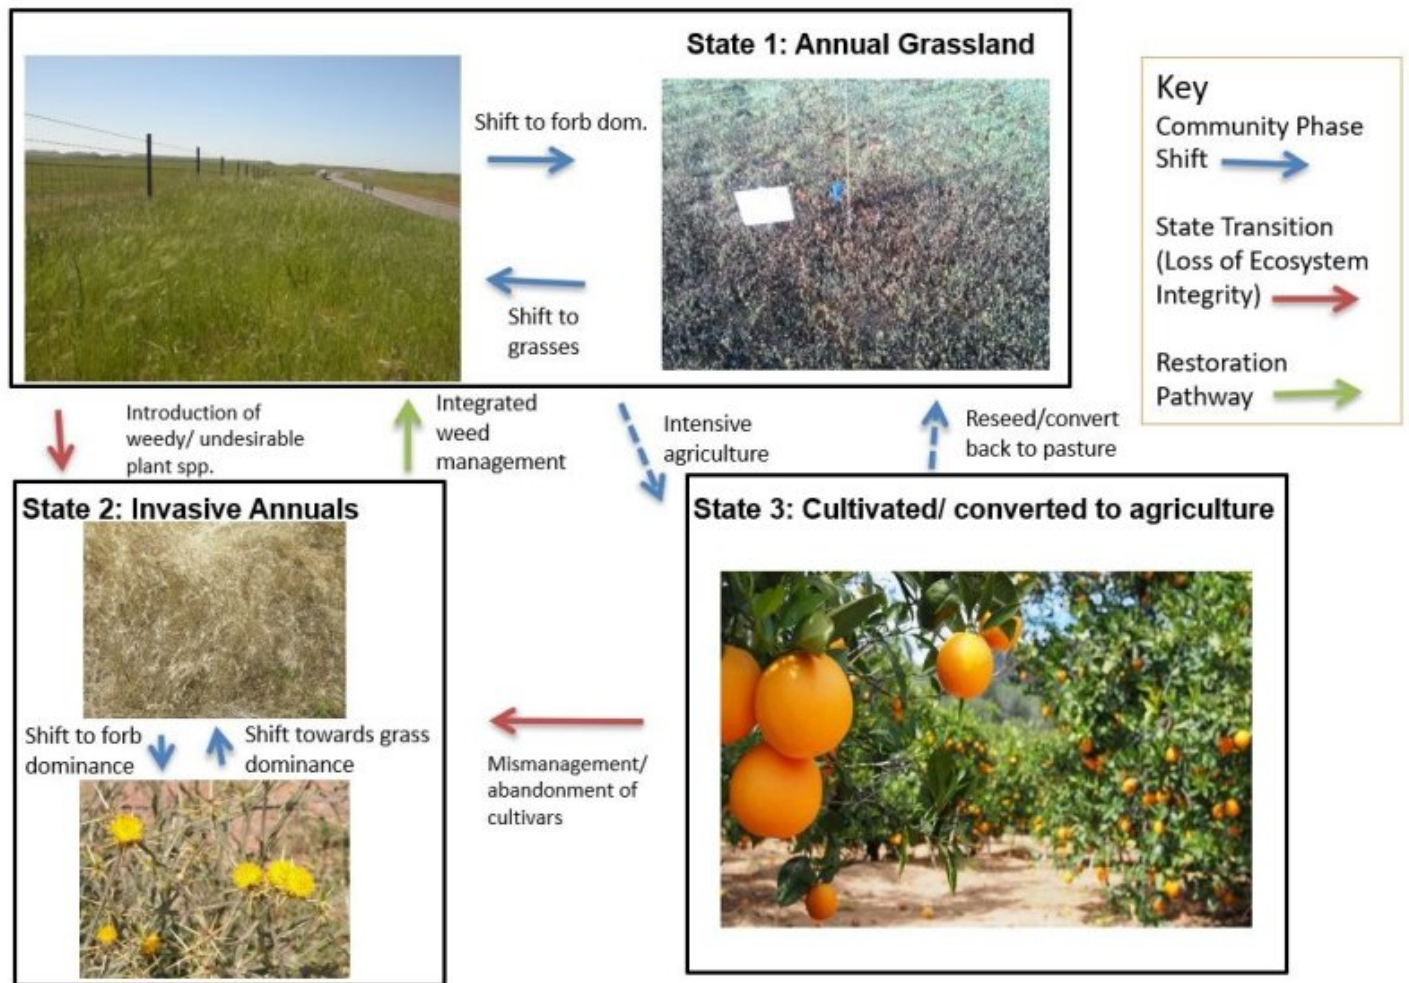 State 1: Annual Grassland
Shift to forb dom.
Shift to
grasses
Key
Community Phase
Shift
State Transition
(Loss of Ecosystem
Integrity)
Restoration
Pathway
Introduction of
weedy/ undesirable
plant spp.
Integrated
weed
management
Intensive
agriculture
Reseed/convert
back to pasture
State 2: Invasive Annuals
Shift to forb
dominance
Shift towards grass
dominance
Mismanagement/
abandonment of
cultivars
State 3: Cultivated/ converted to agriculture